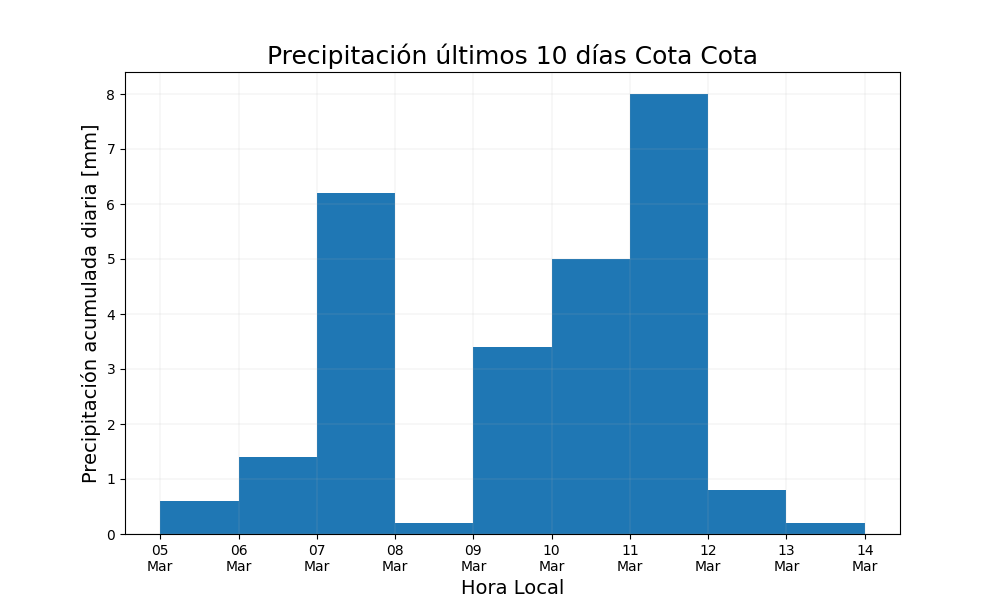 Precipitación últimos 10 días Cota Cota
Precipitación acumulada diaria [mm]
8
7
6
5
4
3
2
1
0
05 06 07 08 09 10 11 12 13 14
Mar Mar Mar Mar Mar Mar Mar Mar Mar Mar
Hora Local